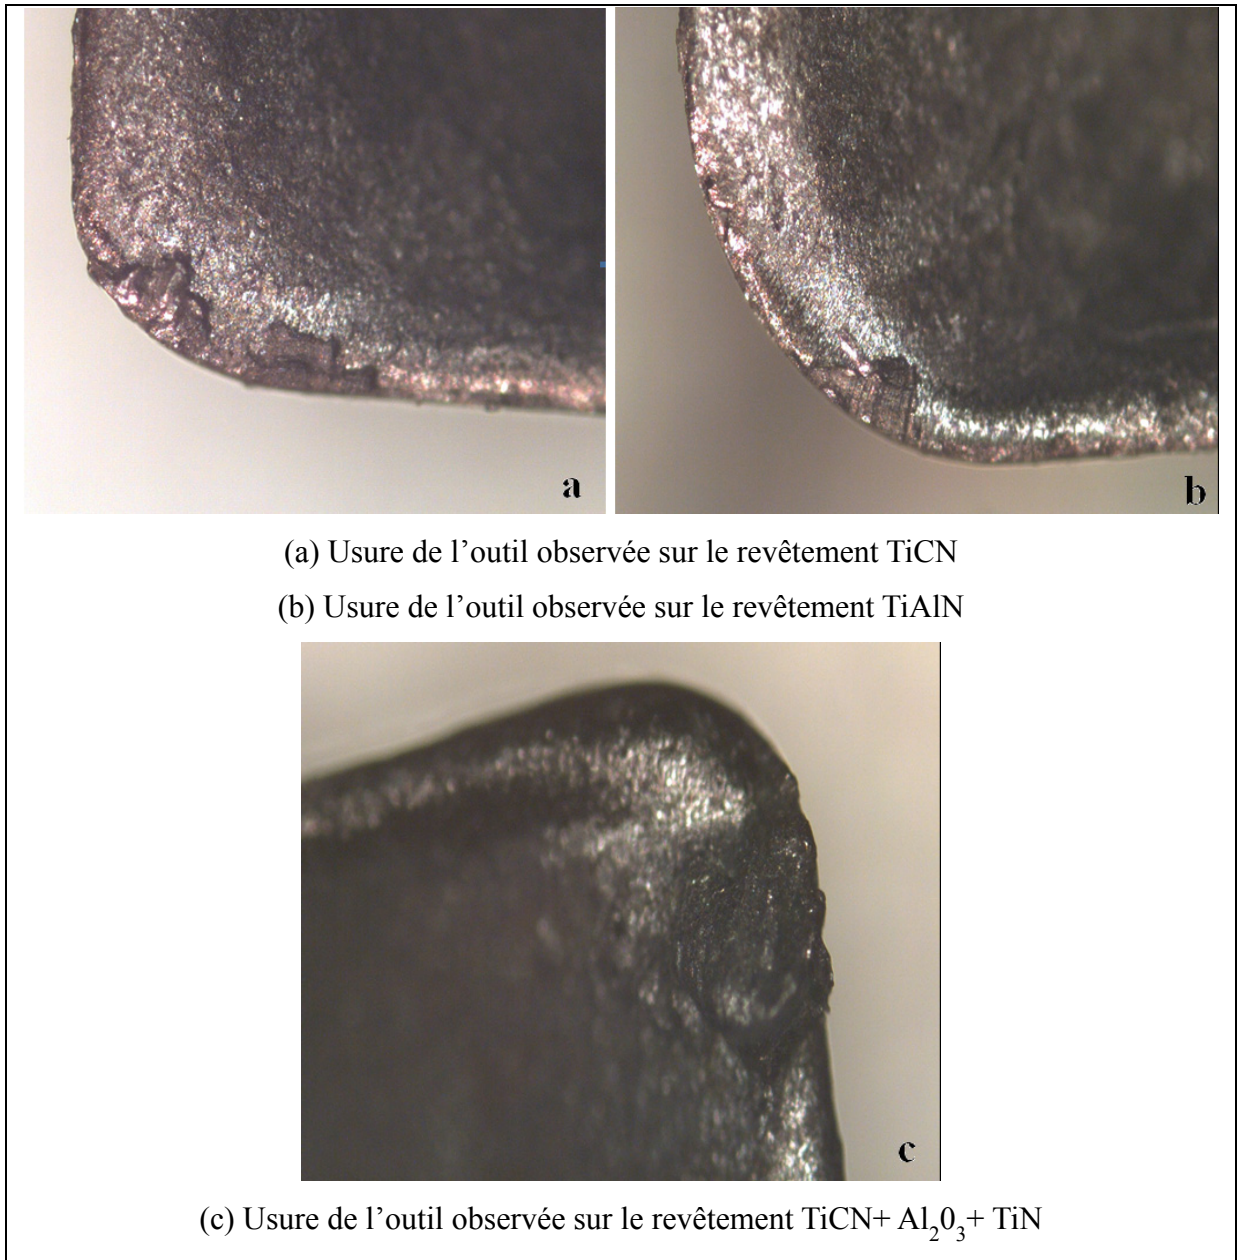 a
b
(a) Usure de l’outil observée sur le revêtement TiCN
(b) Usure de l’outil observée sur le revêtement TiAlN
c
(c) Usure de l’outil observée sur le revêtement TiCN+ Al₂0₃+ TiN